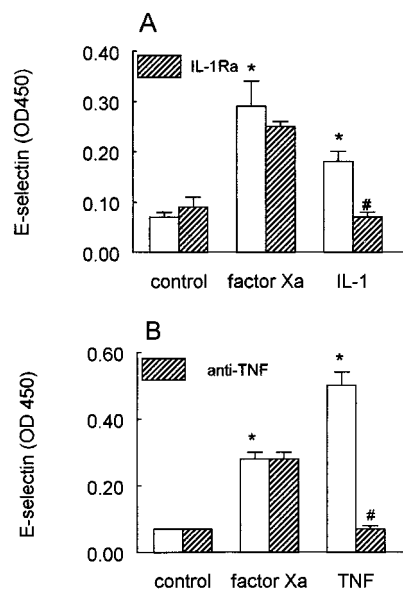 A
E-selectin (OD450)
0.40
0.30
0.20
0.10
0.00
IL-1Ra
*
*
#
control factor Xa IL-1
B
E-selectin (OD 450)
0.60
0.40
0.20
0.00
anti-TNF
*
*
#
control factor Xa TNF